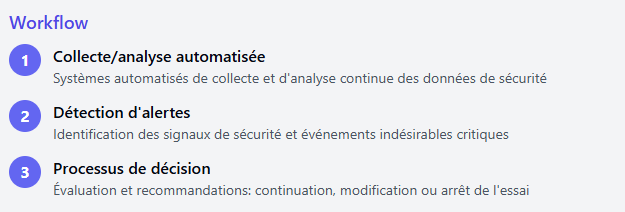 Workflow
1
Collecte/analyse automatisée
Systèmes automatisés de collecte et d'analyse continue des données de sécurité
2
Détection d'alertes
Identification des signaux de sécurité et événements indésirables critiques
3
Processus de décision
Évaluation et recommandations: continuation, modification ou arrêt de l'essai